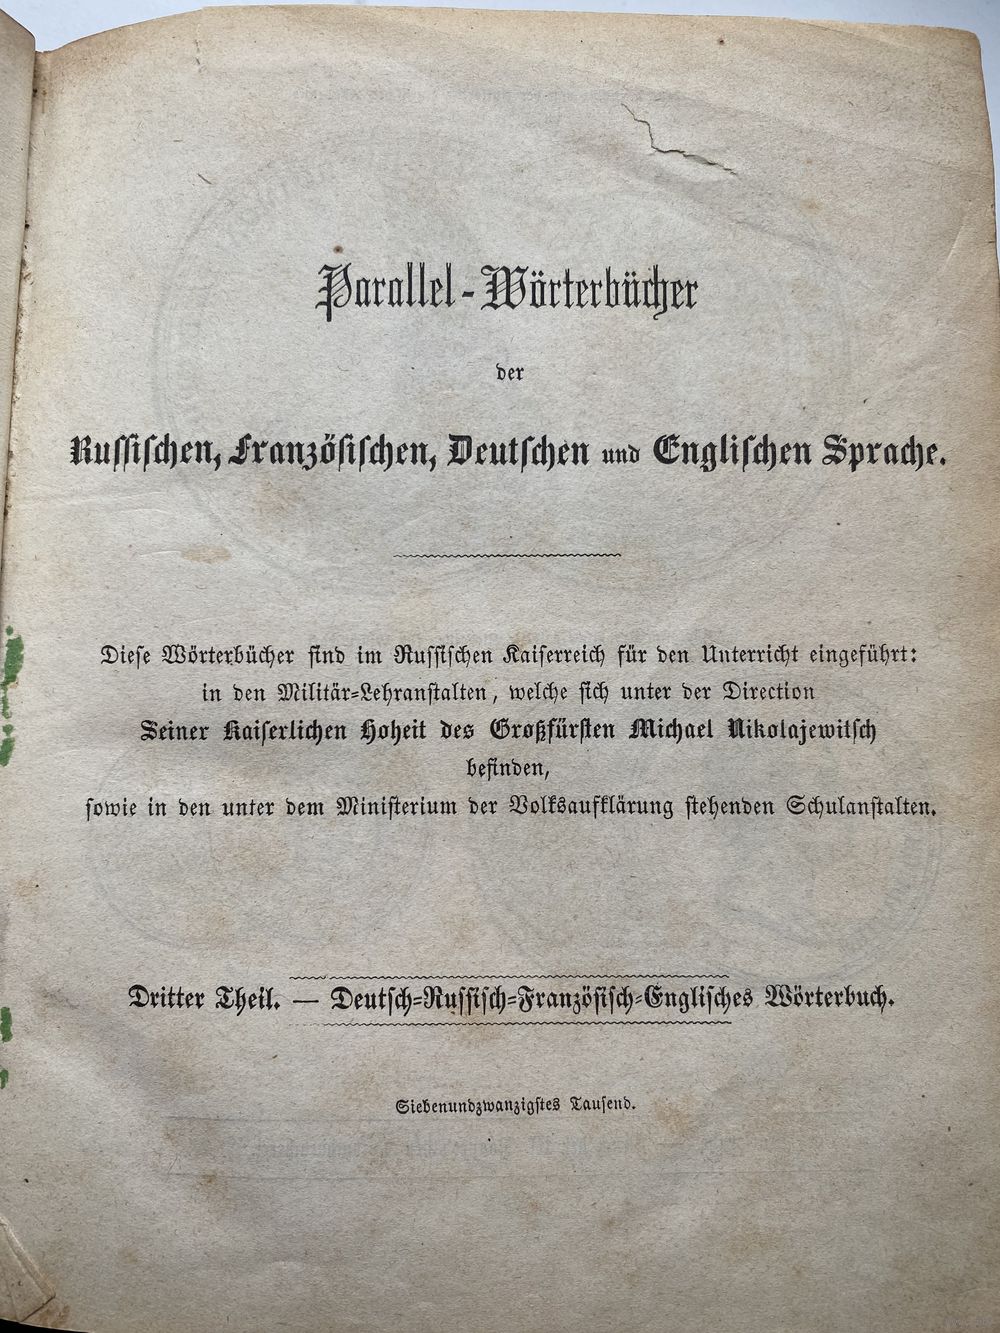 Parallel-Wörterbücher
der
Russischen, Französischen, Deutschen und Englischen Sprache.
Diese Wörterbücher sind im Russischen Kaiserreich für den Unterricht eingeführt:
in den Militär-Lehranstalten, welche sich unter der Direction
Seiner Kaiserlichen Hoheit des Großfürsten Michael Nikolajewitsch
befinden,
sowie in den unter dem Ministerium der Volksaufklärung stehenden Schulanstalten.
Dritter Theil. — Deutsch-Russisch-Französisch-Englisches Wörterbuch.
Siebenundzwanzigstes Tausend.